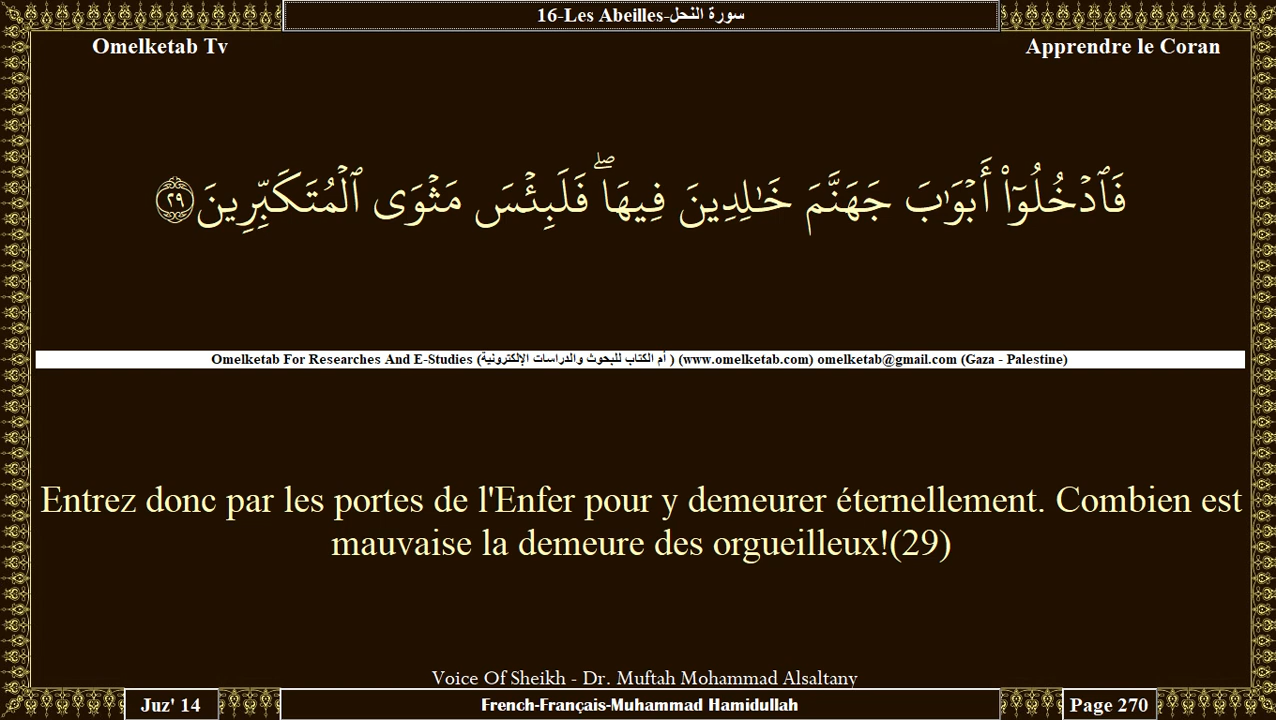 16-Les Abeilles-سورة النحل
Omelketab Tv
Apprendre le Coran
فَٱدۡخُلُوٓاْ أَبۡوَٰبَ جَهَنَّمَ خَٰلِدِينَ فِيهَاۖ فَلَبِئۡسَ مَثۡوَى ٱلۡمُتَكَبِّرِينَ ٢٩
Omelketab For Researches And E-Studies (أم الكتاب للبحوث والدراسات الإلكترونية ) (www.omelketab.com) omelketab@gmail.com (Gaza - Palestine)
Entrez donc par les portes de l'Enfer pour y demeurer éternellement. Combien est
mauvaise la demeure des orgueilleux!(29)
Voice Of Sheikh - Dr. Muftah Mohammad Alsaltany
Juz' 14
French-Français-Muhammad Hamidullah
Page 270